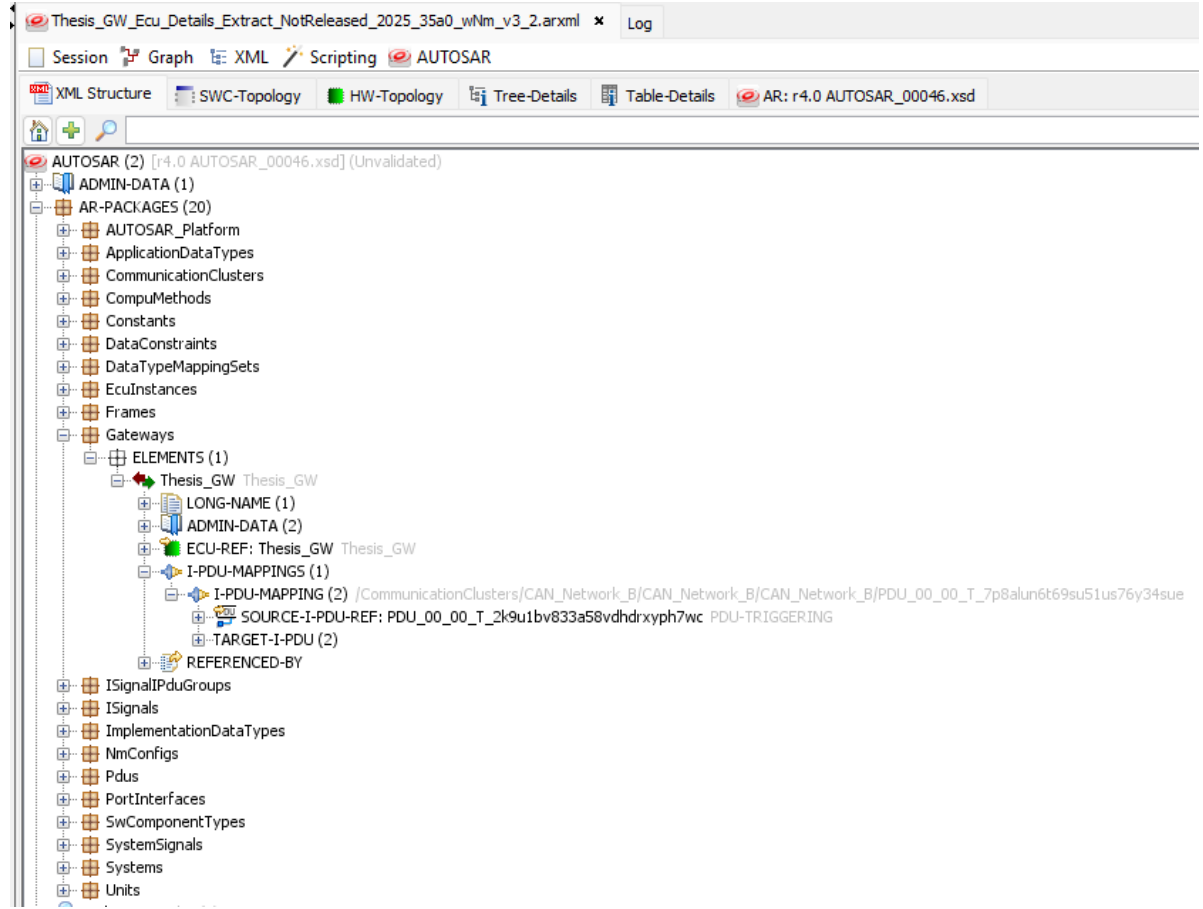 Thesis_GW_Ecu_Details_Extract_NotReleased_2025_35a0_wNm_v3_2.arxml × Log
Session Graph XML Scripting AUTOSAR
XML Structure SWC-Topology HW-Topology Tree-Details Table-Details AR: r4.0 AUTOSAR_00046.xsd
AUTOSAR (2) [r4.0 AUTOSAR_00046.xsd] (Unvalidated)
ADMIN-DATA (1)
AR-PACKAGES (20)
AUTOSAR_Platform
ApplicationDataTypes
CommunicationClusters
CompuMethods
Constants
DataConstraints
DataTypeMappingSets
EcuInstances
Frames
Gateways
ELEMENTS (1)
Thesis_GW Thesis_GW
LONG-NAME (1)
ADMIN-DATA (2)
ECU-REF: Thesis_GW Thesis_GW
I-PDU-MAPPINGS (1)
I-PDU-MAPPING (2) /CommunicationClusters/CAN_Network_B/CAN_Network_B/CAN_Network_B/PDU_00_00_T_7p8alun6t69su51us76y34sue
SOURCE-I-PDU-REF: PDU_00_00_T_2k9u1bv833a58vdhdrxyph7wc PDU-TRIGGERING
TARGET-I-PDU (2)
REFERENCED-BY
ISignalIPduGroups
ISignals
ImplementationDataTypes
NmConfigs
Pdus
PortInterfaces
SwComponentTypes
SystemSignals
Systems
Units